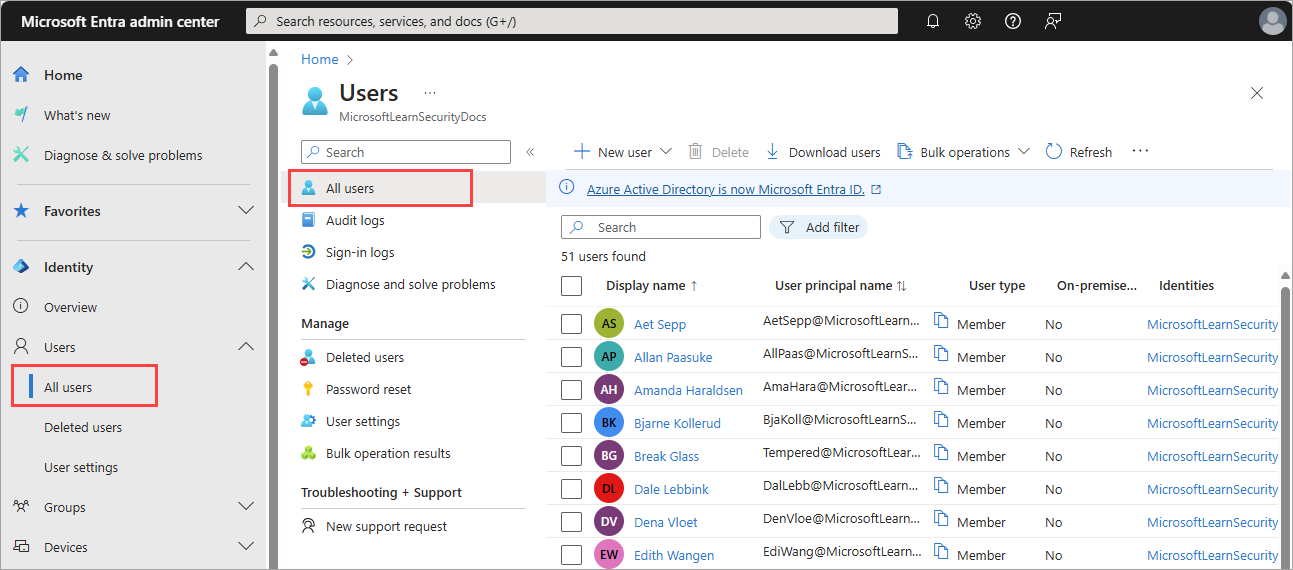 Microsoft Entra admin center
Search resources, services, and docs (G+/)
Home
What's new
Diagnose & solve problems
Favorites
Identity
Overview
Users
All users
Deleted users
User settings
Groups
Devices
Home >
Users ...
MicrosoftLearnSecurityDocs
Search
«
All users
Audit logs
Sign-in logs
Diagnose and solve problems
Manage
Deleted users
Password reset
User settings
Bulk operation results
Troubleshooting + Support
New support request
New user Delete Download users Bulk operations Refresh ...
Azure Active Directory is now Microsoft Entra ID.
Search Add filter
51 users found
Display name ↑ User principal name ↑↓ User type On-premise... Identities
AS Aet Sepp AetSepp@MicrosoftLearn... Member No MicrosoftLearnSecurity
AP Allan Paasuke AllPaas@MicrosoftLearnS... Member No MicrosoftLearnSecurity
AH Amanda Haraldsen AmaHara@MicrosoftLearn... Member No MicrosoftLearnSecurity
BK Bjarne Kollerud BjaKoll@MicrosoftLearnS... Member No MicrosoftLearnSecurity
BG Break Glass Tempered@MicrosoftLear... Member No MicrosoftLearnSecurity
DL Dale Lebbink DalLebb@MicrosoftLearn... Member No MicrosoftLearnSecurity
DV Dena Vloet DenVloe@MicrosoftLearn... Member No MicrosoftLearnSecurity
EW Edith Wangen EdiWang@MicrosoftLearn... Member No MicrosoftLearnSecurity